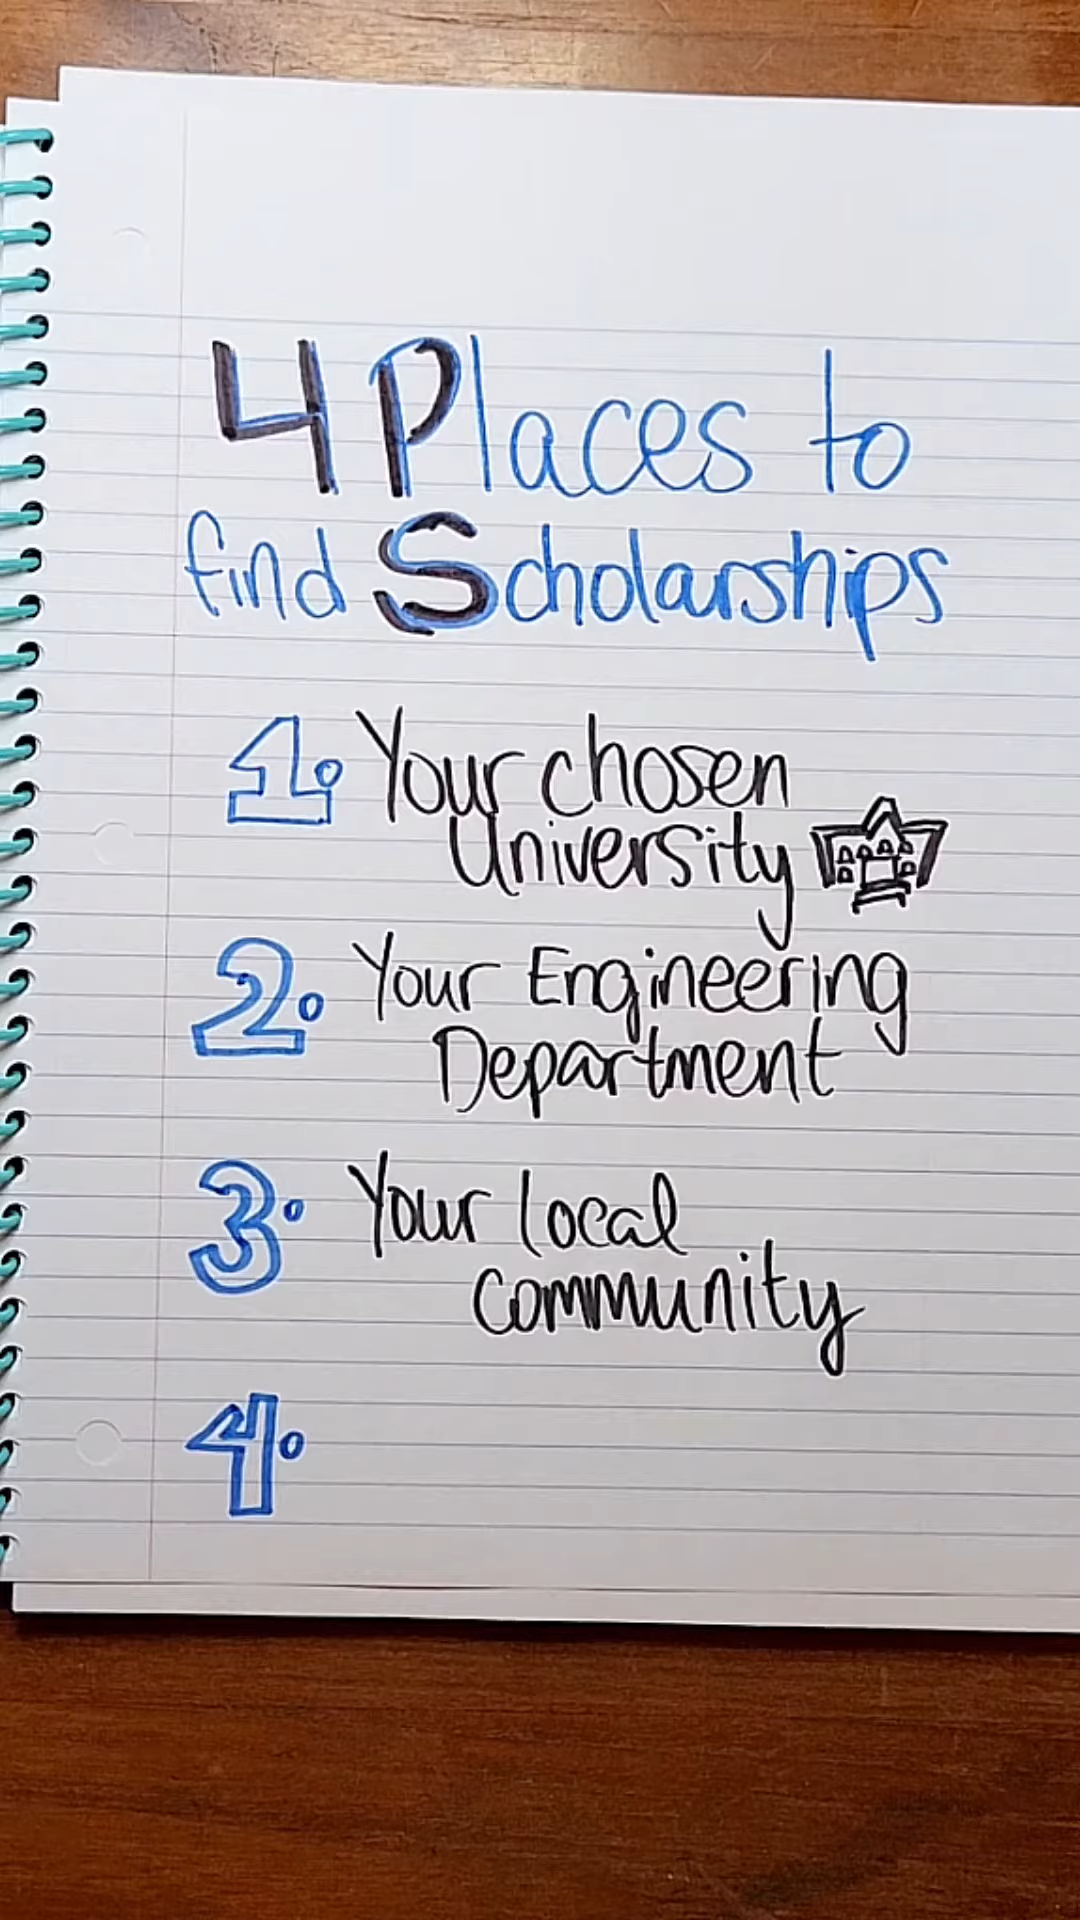 4 Places to
find Scholarships
1. Your chosen
University
2. Your Engineering
Department
3. Your local
community
4.